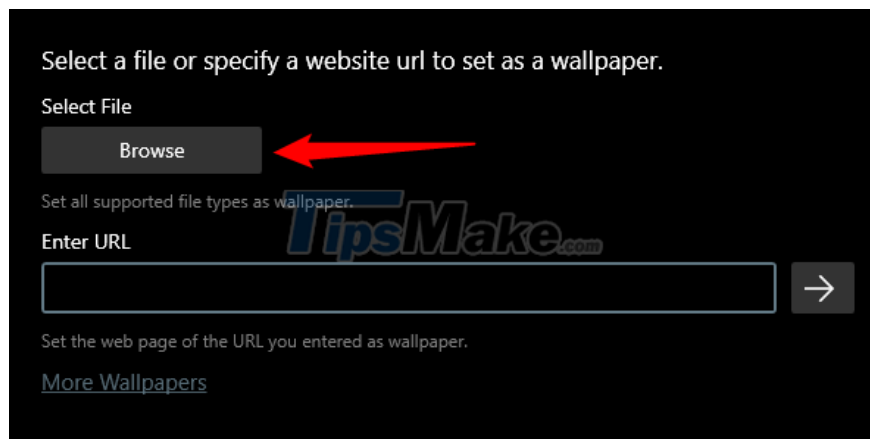 Select a file or specify a website url to set as a wallpaper.
Select File
Browse
Set all supported file types as wallpaper.
TipsMake.com
Enter URL
Set the web page of the URL you entered as wallpaper.
More Wallpapers